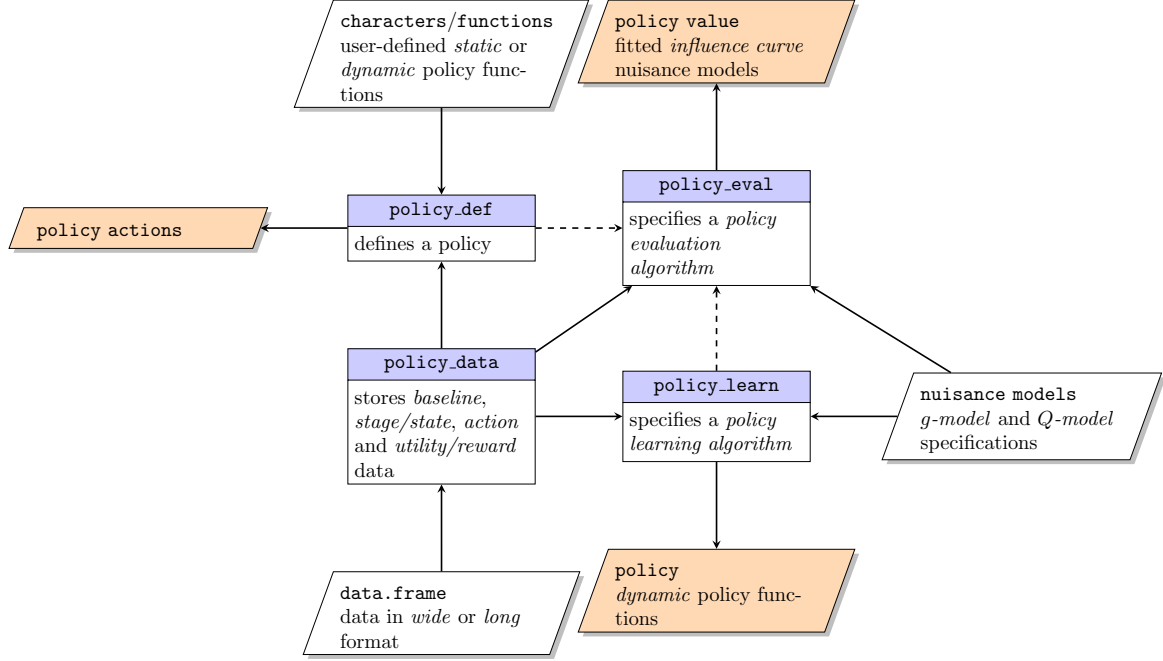 characters/functions
user-defined static or
dynamic policy func-
tions
policy value
fitted influence curve
nuisance models
policy_eval
specifies a policy
evaluation
algorithm
policy_def
defines a policy
policy actions
policy_data
stores baseline,
stage/state, action
and utility/reward
data
policy_learn
specifies a policy
learning algorithm
nuisance models
g-model and Q-model
specifications
data.frame
data in wide or long
format
policy
dynamic policy func-
tions